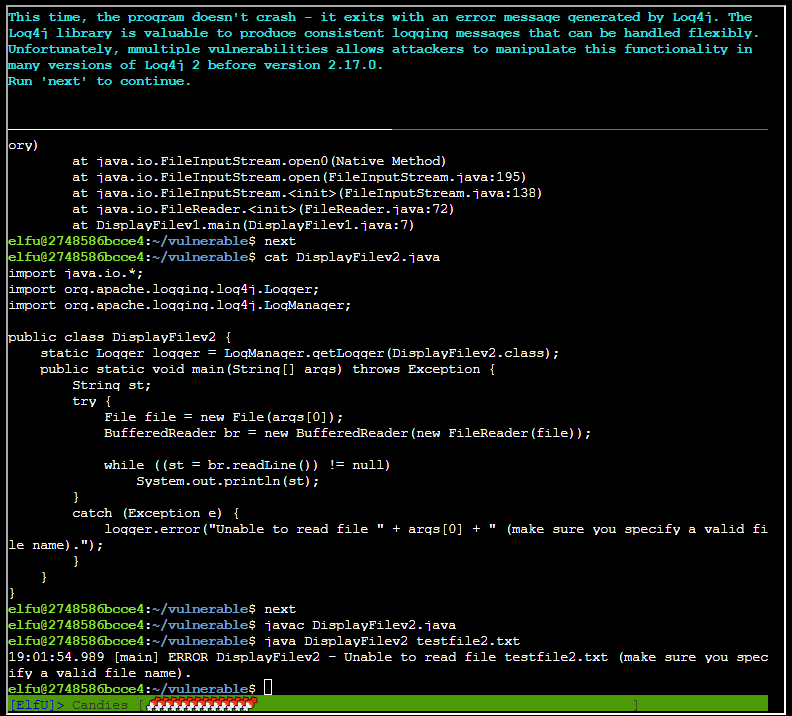 This time, the program doesn't crash - it exits with an error message generated by Log4j. The
Log4j library is valuable to produce consistent logging messages that can be handled flexibly.
Unfortunately, mmultiple vulnerabilities allows attackers to manipulate this functionality in
many versions of Log4j 2 before version 2.17.0.
Run 'next' to continue.
ory)
        at java.io.FileInputStream.open0(Native Method)
        at java.io.FileInputStream.open(FileInputStream.java:195)
        at java.io.FileInputStream.<init>(FileInputStream.java:138)
        at java.io.FileReader.<init>(FileReader.java:72)
        at DisplayFilev1.main(DisplayFilev1.java:7)
elfu@2748586bcce4:~/vulnerable$ next
elfu@2748586bcce4:~/vulnerable$ cat DisplayFilev2.java
import java.io.*;
import org.apache.logging.log4j.Logger;
import org.apache.logging.log4j.LogManager;

public class DisplayFilev2 {
    static Logger logger = LogManager.getLogger(DisplayFilev2.class);
    public static void main(String[] args) throws Exception {
        String st;
        try {
            File file = new File(args[0]);
            BufferedReader br = new BufferedReader(new FileReader(file));

            while ((st = br.readLine()) != null)
                System.out.println(st);
        }
        catch (Exception e) {
            logger.error("Unable to read file " + args[0] + " (make sure you specify a valid fi
le name).");
        }
    }
}
elfu@2748586bcce4:~/vulnerable$ next
elfu@2748586bcce4:~/vulnerable$ javac DisplayFilev2.java
elfu@2748586bcce4:~/vulnerable$ java DisplayFilev2 testfile2.txt
19:01:54.989 [main] ERROR DisplayFilev2 - Unable to read file testfile2.txt (make sure you spec
ify a valid file name).
elfu@2748586bcce4:~/vulnerable$
[ElfU]> Candies [ ]